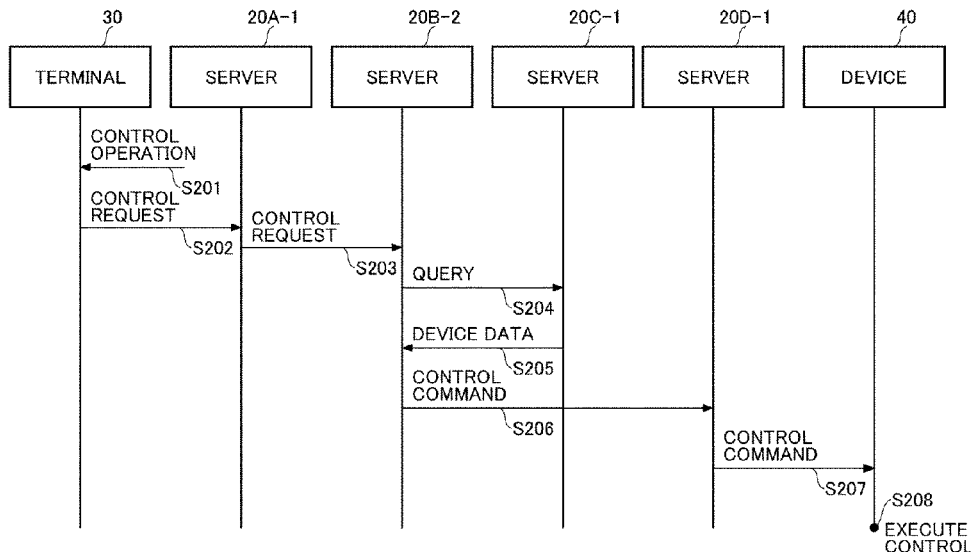 30
20A-1
20B-2
20C-1
20D-1
40
TERMINAL
SERVER
SERVER
SERVER
SERVER
DEVICE
CONTROL
OPERATION
S201
CONTROL
REQUEST
S202
CONTROL
REQUEST
S203
QUERY
S204
DEVICE DATA
S205
CONTROL
COMMAND
S206
CONTROL
COMMAND
S207
S208
EXECUTE
CONTROL